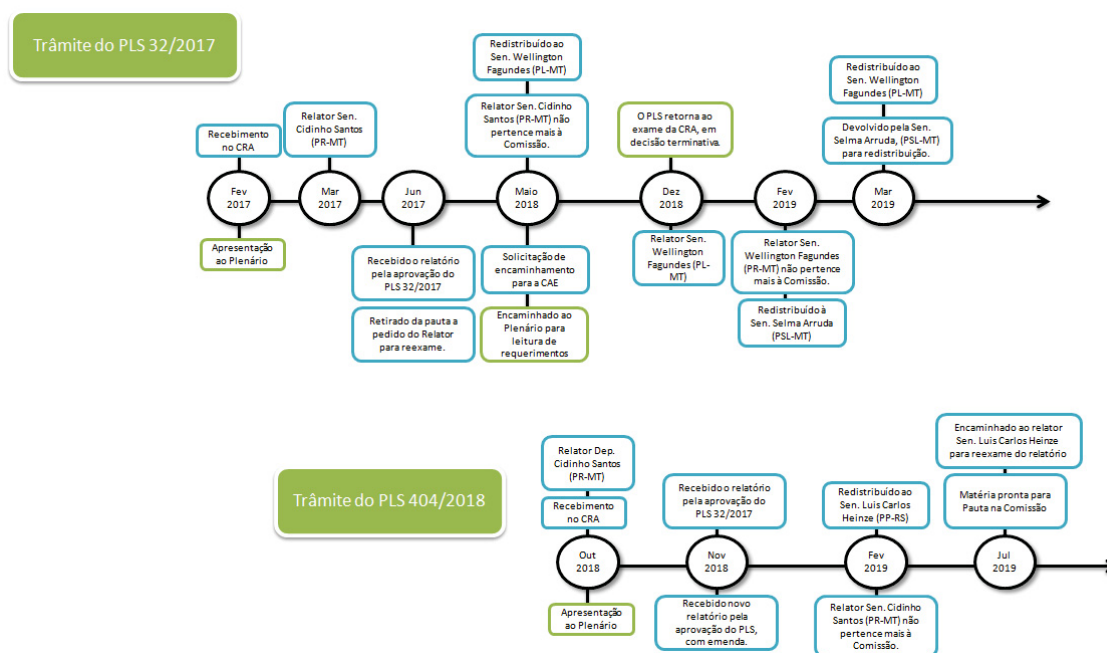 Trâmite do PLS 32/2017
Recebimento
no CRA
Fev
2017
Apresentação
ao Plenário
Relator Sen.
Cidinho Santos
(PR-MT)
Mar
2017
Jun
2017
Recebido o relatório
pela aprovação do
PLS 32/2017
Retirado da pauta a
pedido do Relator
para reexame.
Redistribuído ao
Sen. Wellington
Fagundes (PL-MT)
Relator Sen. Cidinho
Santos (PR-MT) não
pertence mais à
Comissão.
Maio
2018
Solicitação de
encaminhamento
para a CAE
Encaminhado ao
Plenário para
leitura de
requerimentos
O PLS retorna ao
exame da CRA, em
decisão terminativa.
Dez
2018
Relator Sen.
Wellington
Fagundes (PL-
MT)
Fev
2019
Relator Sen.
Wellington Fagundes
(PR-MT) não pertence
mais à Comissão.
Redistribuído à
Sen. Selma Arruda
(PSL-MT)
Redistribuído ao
Sen. Wellington
Fagundes (PL-MT)
Devolvido pela Sen.
Selma Arruda, (PSL-MT)
para redistribuição.
Mar
2019
Trâmite do PLS 404/2018
Relator Dep.
Cidinho Santos
(PR-MT)
Recebimento
no CRA
Out
2018
Apresentação
ao Plenário
Recebido o relatório
pela aprovação do
PLS 32/2017
Nov
2018
Recebido novo
relatório pela
aprovação do PLS,
com emenda.
Redistribuído ao
Sen. Luis Carlos
Heinze (PP-RS)
Fev
2019
Relator Sen. Cidinho
Santos (PR-MT) não
pertence mais à
Comissão.
Encaminhado ao relator
Sen. Luis Carlos Heinze
para reexame do relatório
Matéria pronta para
Pauta na Comissão
Jul
2019